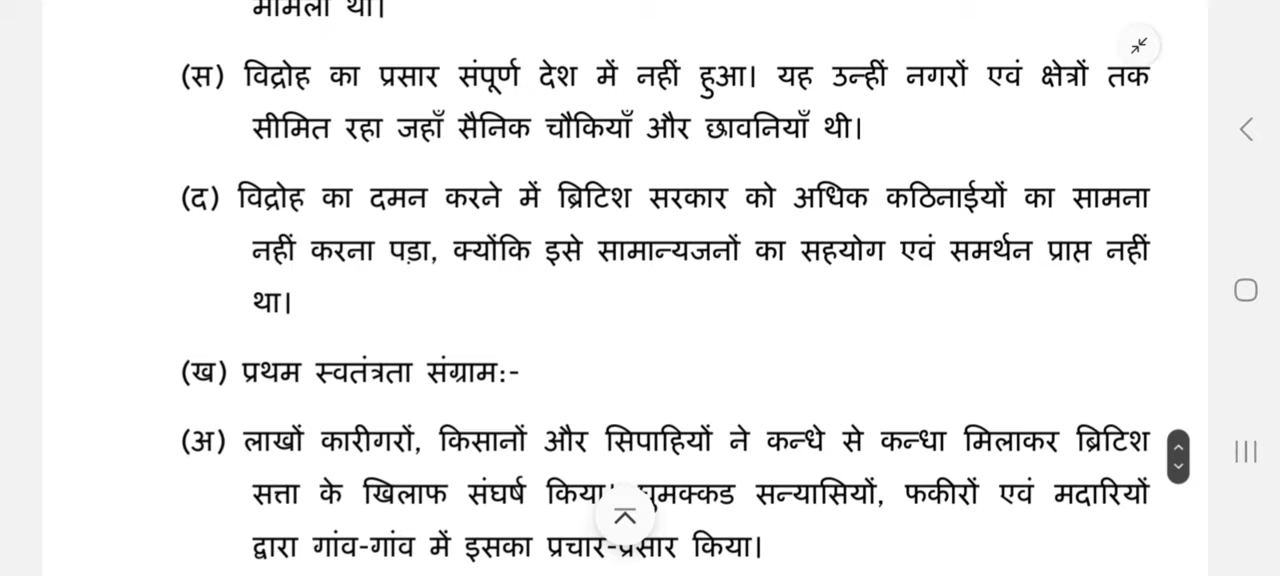 मामला था।
(स) विद्रोह का प्रसार संपूर्ण देश में नहीं हुआ। यह उन्हीं नगरों एवं क्षेत्रों तक
सीमित रहा जहाँ सैनिक चौकियाँ और छावनियाँ थी।
(द) विद्रोह का दमन करने में ब्रिटिश सरकार को अधिक कठिनाईयों का सामना
नहीं करना पड़ा, क्योंकि इसे सामान्यजनों का सहयोग एवं समर्थन प्राप्त नहीं
था।
(ख) प्रथम स्वतंत्रता संग्राम:-
(अ) लाखों कारीगरों, किसानों और सिपाहियों ने कन्धे से कन्धा मिलाकर ब्रिटिश
सत्ता के खिलाफ संघर्ष किया सन्यासियों, फकीरों एवं मदारियों
द्वारा गांव-गांव में इसका प्रचार-प्रसार किया।